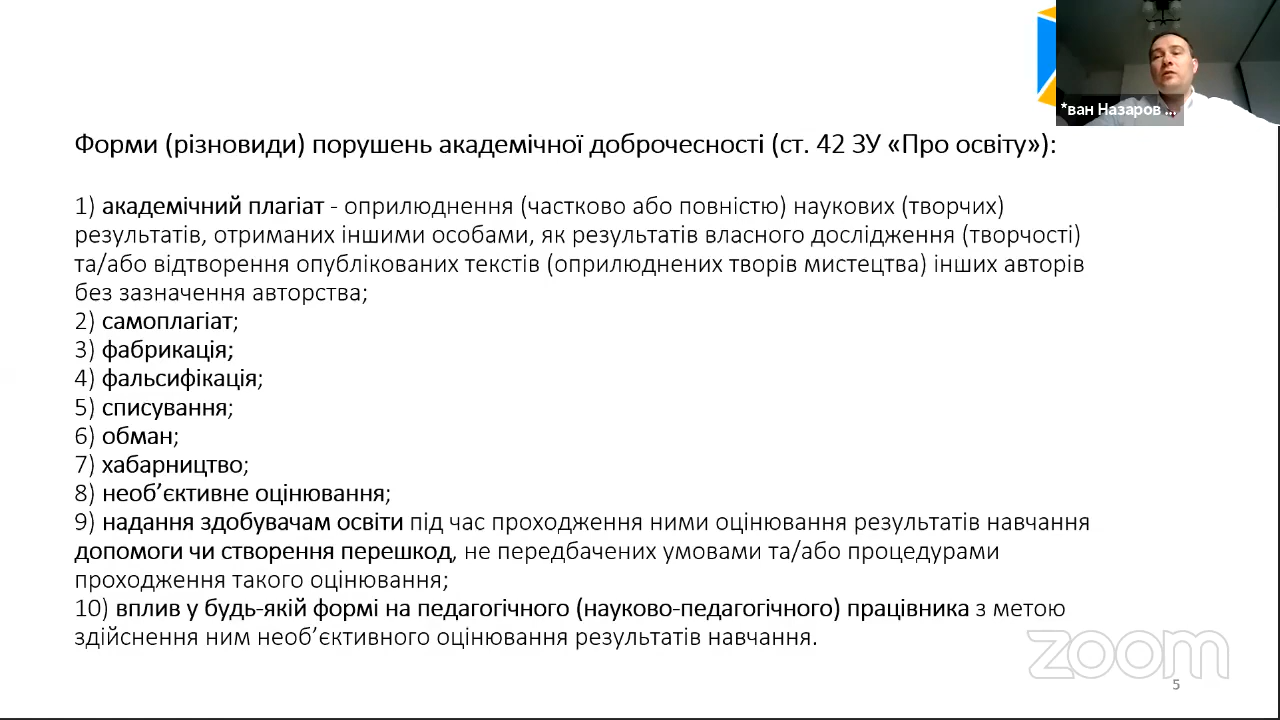 *ван Назаров ...
Форми (різновиди) порушень академічної доброчесності (ст. 42 ЗУ «Про освіту»):
1) академічний плагіат - оприлюднення (частково або повністю) наукових (творчих)
результатів, отриманих іншими особами, як результатів власного дослідження (творчості)
та/або відтворення опублікованих текстів (оприлюднених творів мистецтва) інших авторів
без зазначення авторства;
2) самоплагіат;
3) фабрикація;
4) фальсифікація;
5) списування;
6) обман;
7) хабарництво;
8) необ’єктивне оцінювання;
9) надання здобувачам освіти під час проходження ними оцінювання результатів навчання
допомоги чи створення перешкод, не передбачених умовами та/або процедурами
проходження такого оцінювання;
10) вплив у будь-якій формі на педагогічного (науково-педагогічного) працівника з метою
здійснення ним необ’єктивного оцінювання результатів навчання.
zoom
5